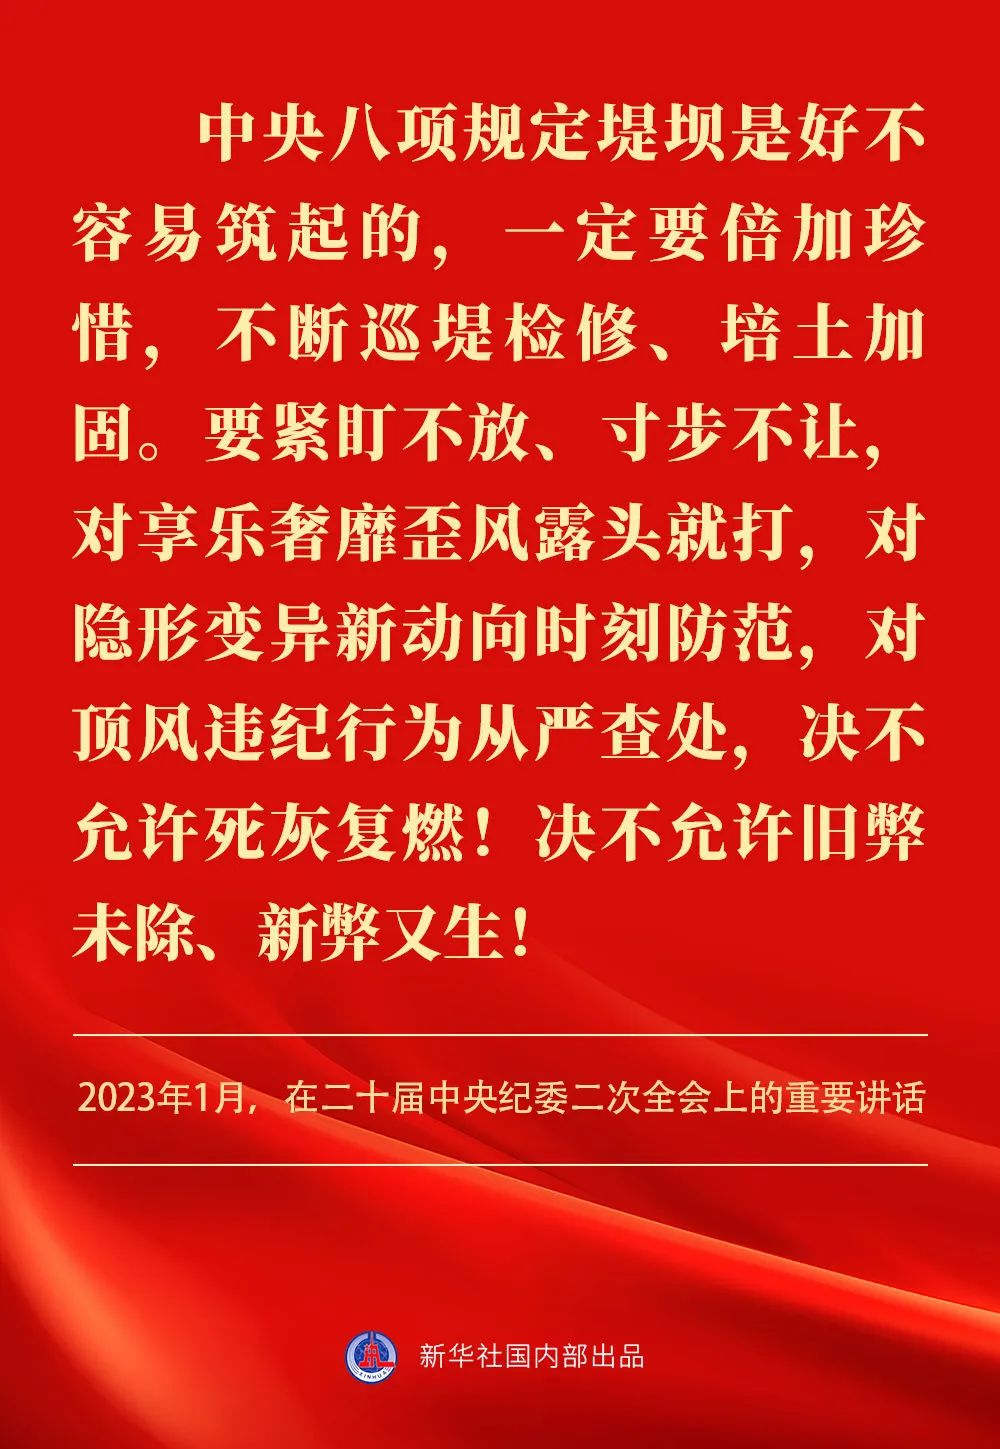 中央八项规定堤坝是好不
容易筑起的，一定要倍加珍
惜，不断巡堤检修、培土加
固。要紧盯不放、寸步不让，
对享乐奢靡歪风露头就打，对
隐形变异新动向时刻防范，对
顶风违纪行为从严查处，决不
允许死灰复燃！决不允许旧弊
未除、新弊又生！
2023年1月，在二十届中央纪委二次全会上的重要讲话
XINHUA
新华社国内部出品